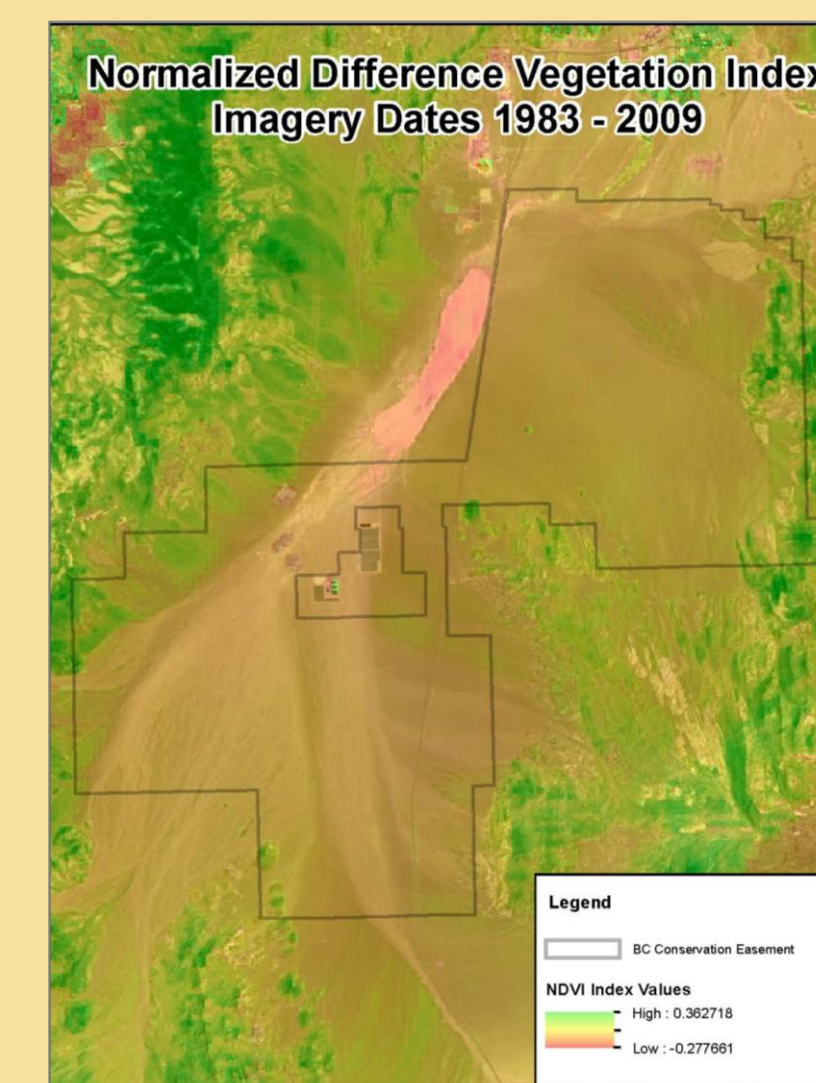 Normalized Difference Vegetation Index
Imagery Dates 1983 - 2009
Legend
BC Conservation Easement
NDVI Index Values
High : 0.362718
Low : -0.277661